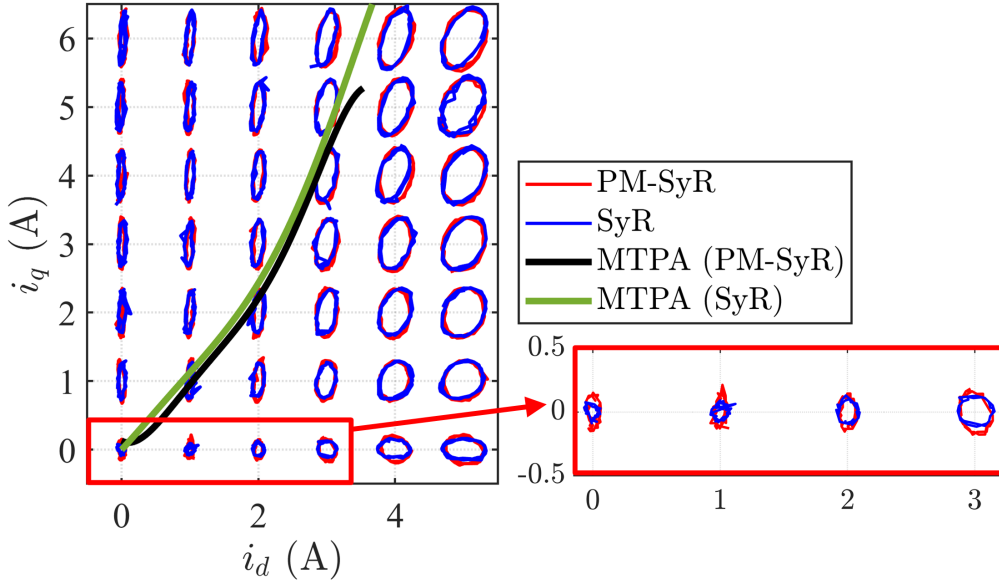 6
5
4
3
2
1
0
0 2 4
i_d (A)
i_q (A)
PM-SyR
SyR
MTPA (PM-SyR)
MTPA (SyR)
0.5
0
-0.5
0 1 2 3